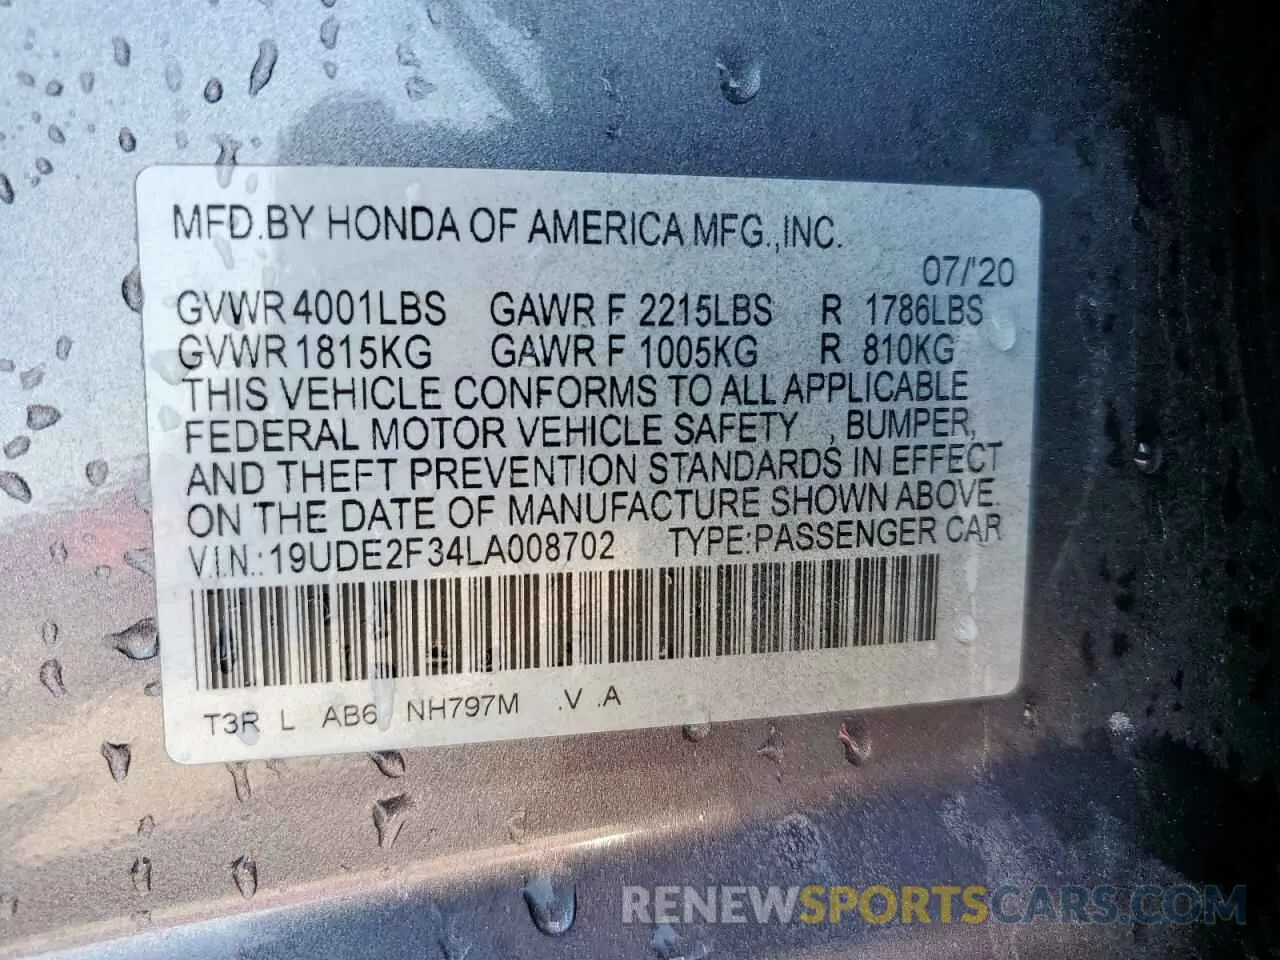 MFD.BY HONDA OF AMERICA MFG.,INC.
07/'20
GVWR 4001LBS GAWR F 2215LBS R 1786LBS
GVWR 1815KG GAWR F 1005KG R 810KG
THIS VEHICLE CONFORMS TO ALL APPLICABLE
FEDERAL MOTOR VEHICLE SAFETY , BUMPER,
AND THEFT PREVENTION STANDARDS IN EFFECT
ON THE DATE OF MANUFACTURE SHOWN ABOVE.
V.I.N.: 19UDE2F34LA008702 TYPE:PASSENGER CAR
T3R L AB6 NH797M .V .A
RENEWSPORTSCARS.COM